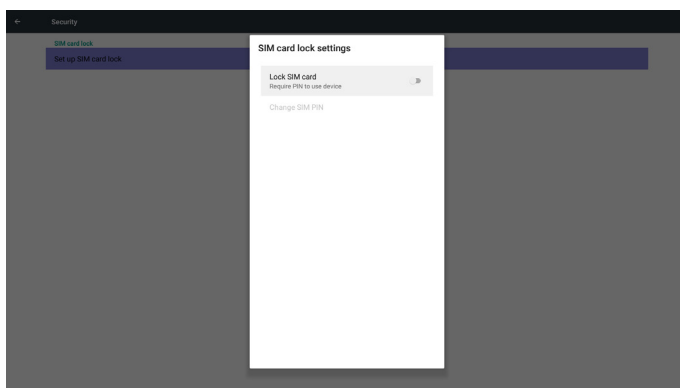 Security
SIM card lock
Set up SIM card lock
SIM card lock settings
Lock SIM card
Require PIN to use device
Change SIM PIN